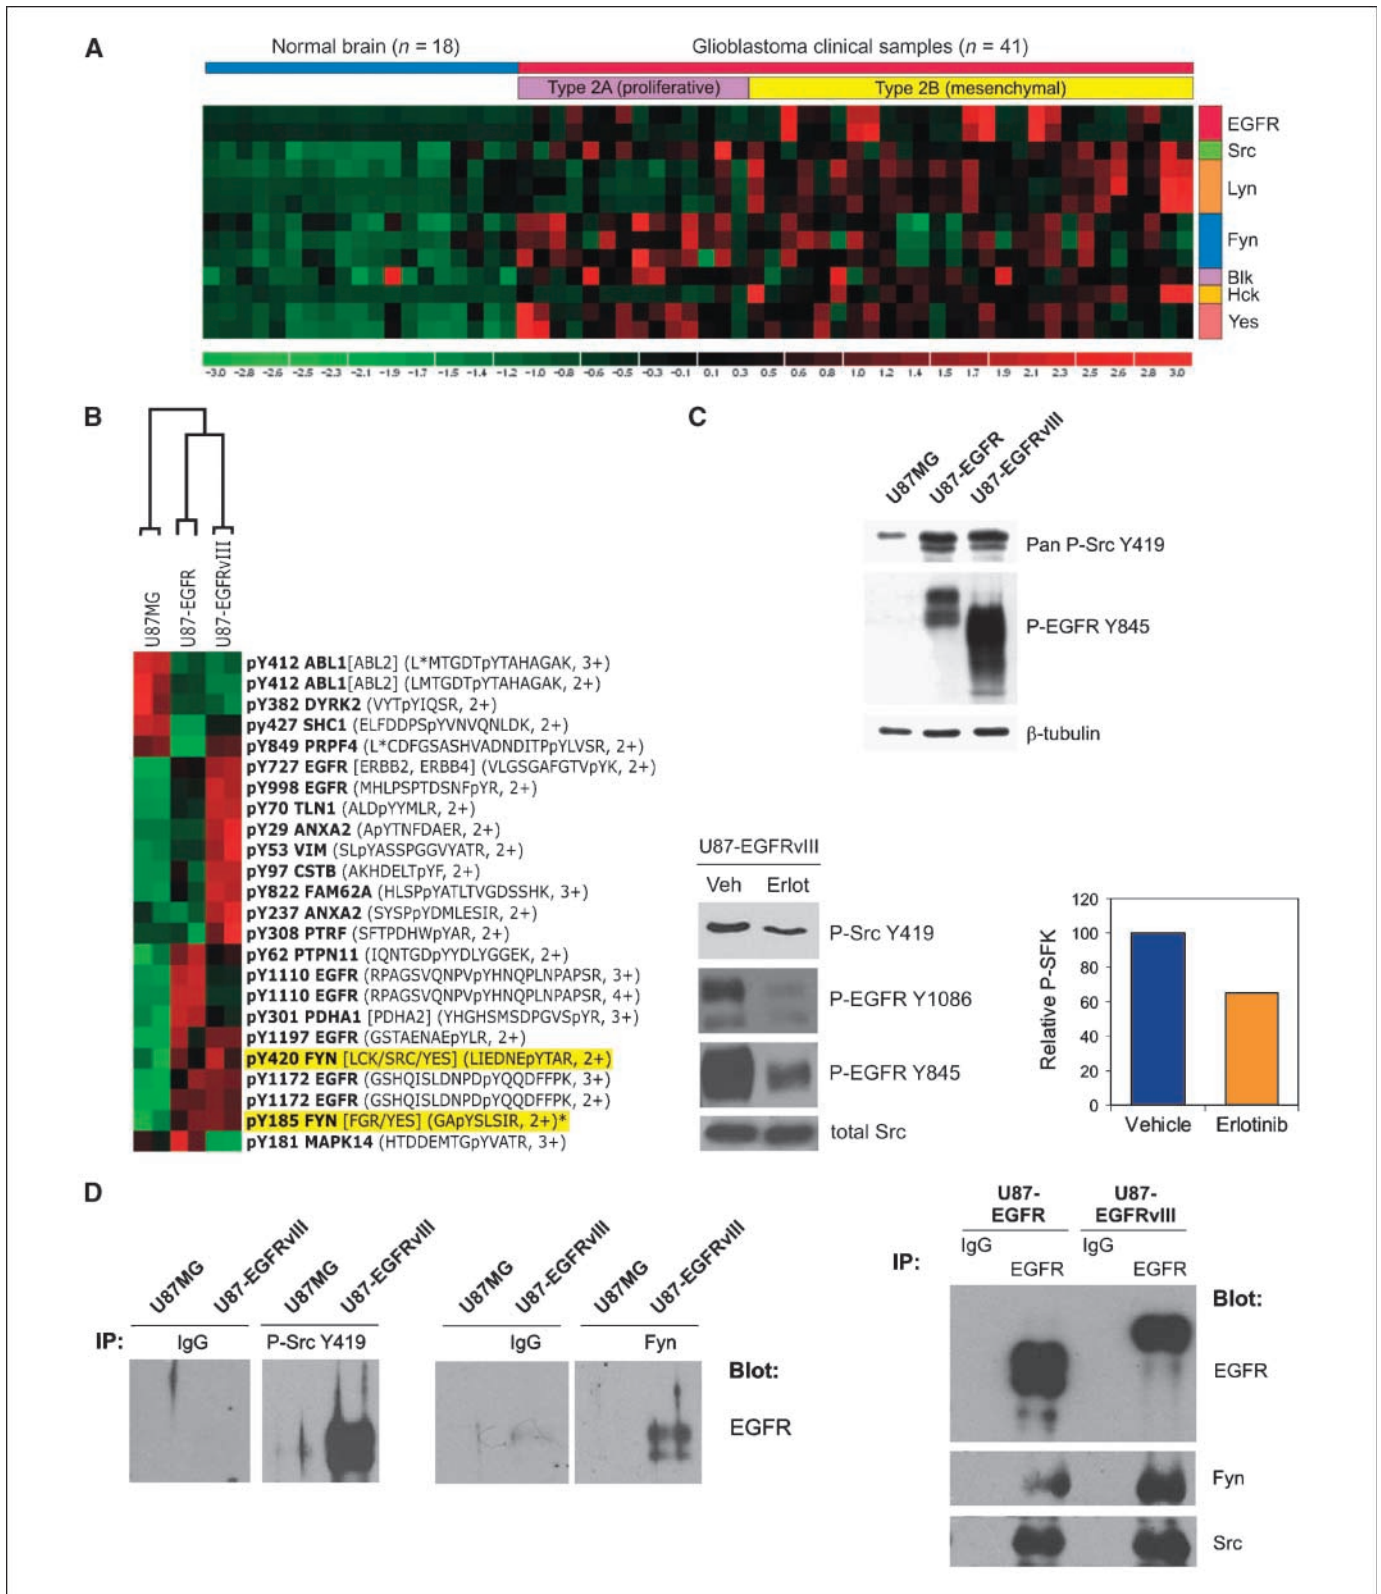 A
Normal brain (n = 18)
Glioblastoma clinical samples (n = 41)
Type 2A (proliferative)
Type 2B (mesenchymal)
EGFR
Src
Lyn
Fyn
Blk
Hck
Yes
-3.0 -2.8 -2.6 -2.5 -2.3 -2.1 -1.9 -1.7 -1.5 -1.4 -1.2 -1.0 -0.8 -0.6 -0.5 -0.3 -0.1 0.1 0.3 0.5 0.6 0.8 1.0 1.2 1.4 1.5 1.7 1.9 2.1 2.3 2.5 2.6 2.8 3.0
B
U87MG
U87-EGFR
U87-EGFRvIII
pY412 ABL1[ABL2] (L*MTGDTpYTAHAGAK, 3+)
pY412 ABL1[ABL2] (LMTGDTpYTAHAGAK, 2+)
pY382 DYRK2 (VYTpYIQSR, 2+)
py427 SHC1 (ELFDDPSpYVNVQNLDK, 2+)
pY849 PRPF4 (L*CDFGSASHVADNDITPpYLVSR, 2+)
pY727 EGFR [ERBB2, ERBB4] (VLGSGAFGTVpYK, 2+)
pY998 EGFR (MHLPSPTDSNFpYR, 2+)
pY70 TLN1 (ALDpYYMLR, 2+)
pY29 ANXA2 (ApYTNFDAER, 2+)
pY53 VIM (SLpYASSPGGVYATR, 2+)
pY97 CSTB (AKHDELTpYF, 2+)
pY822 FAM62A (HLSPpYATLTVGDSSHK, 3+)
pY237 ANXA2 (SYSPpYDMLESIR, 2+)
pY308 PTRF (SFTPDHWpYAR, 2+)
pY62 PTPN11 (IQNTGDpYYDLYGGEK, 2+)
pY1110 EGFR (RPAGSVQNPVpYHNQPLNPAPSR, 3+)
pY1110 EGFR (RPAGSVQNPVpYHNQPLNPAPSR, 4+)
pY301 PDHA1 [PDHA2] (YHGHSMSDPGVSpYR, 3+)
pY1197 EGFR (GSTAENAEpYLR, 2+)
pY420 FYN [LCK/SRC/YES] (LIEDNEpYTAR, 2+)
pY1172 EGFR (GSHQISLDNPDpYQQDFFPK, 3+)
pY1172 EGFR (GSHQISLDNPDpYQQDFFPK, 2+)
pY185 FYN [FGR/YES] (GApYSLSIR, 2+)*
pY181 MAPK14 (HTDDEMTGpYVATR, 3+)
C
U87MG
U87-EGFR
U87-EGFRvIII
Pan P-Src Y419
P-EGFR Y845
β-tubulin
U87-EGFRvIII
Veh Erlot
P-Src Y419
P-EGFR Y1086
P-EGFR Y845
total Src
Relative P-SFK
120
100
80
60
40
20
0
Vehicle Erlotinib
D
U87MG
U87-EGFRvIII
U87MG
U87-EGFRvIII
U87MG
U87-EGFRvIII
U87MG
U87-EGFRvIII
IP: IgG P-Src Y419 IgG Fyn
Blot:
EGFR
U87-
EGFR
U87-
EGFRvIII
IgG
IgG
IP:
EGFR
EGFR
Blot:
EGFR
Fyn
Src